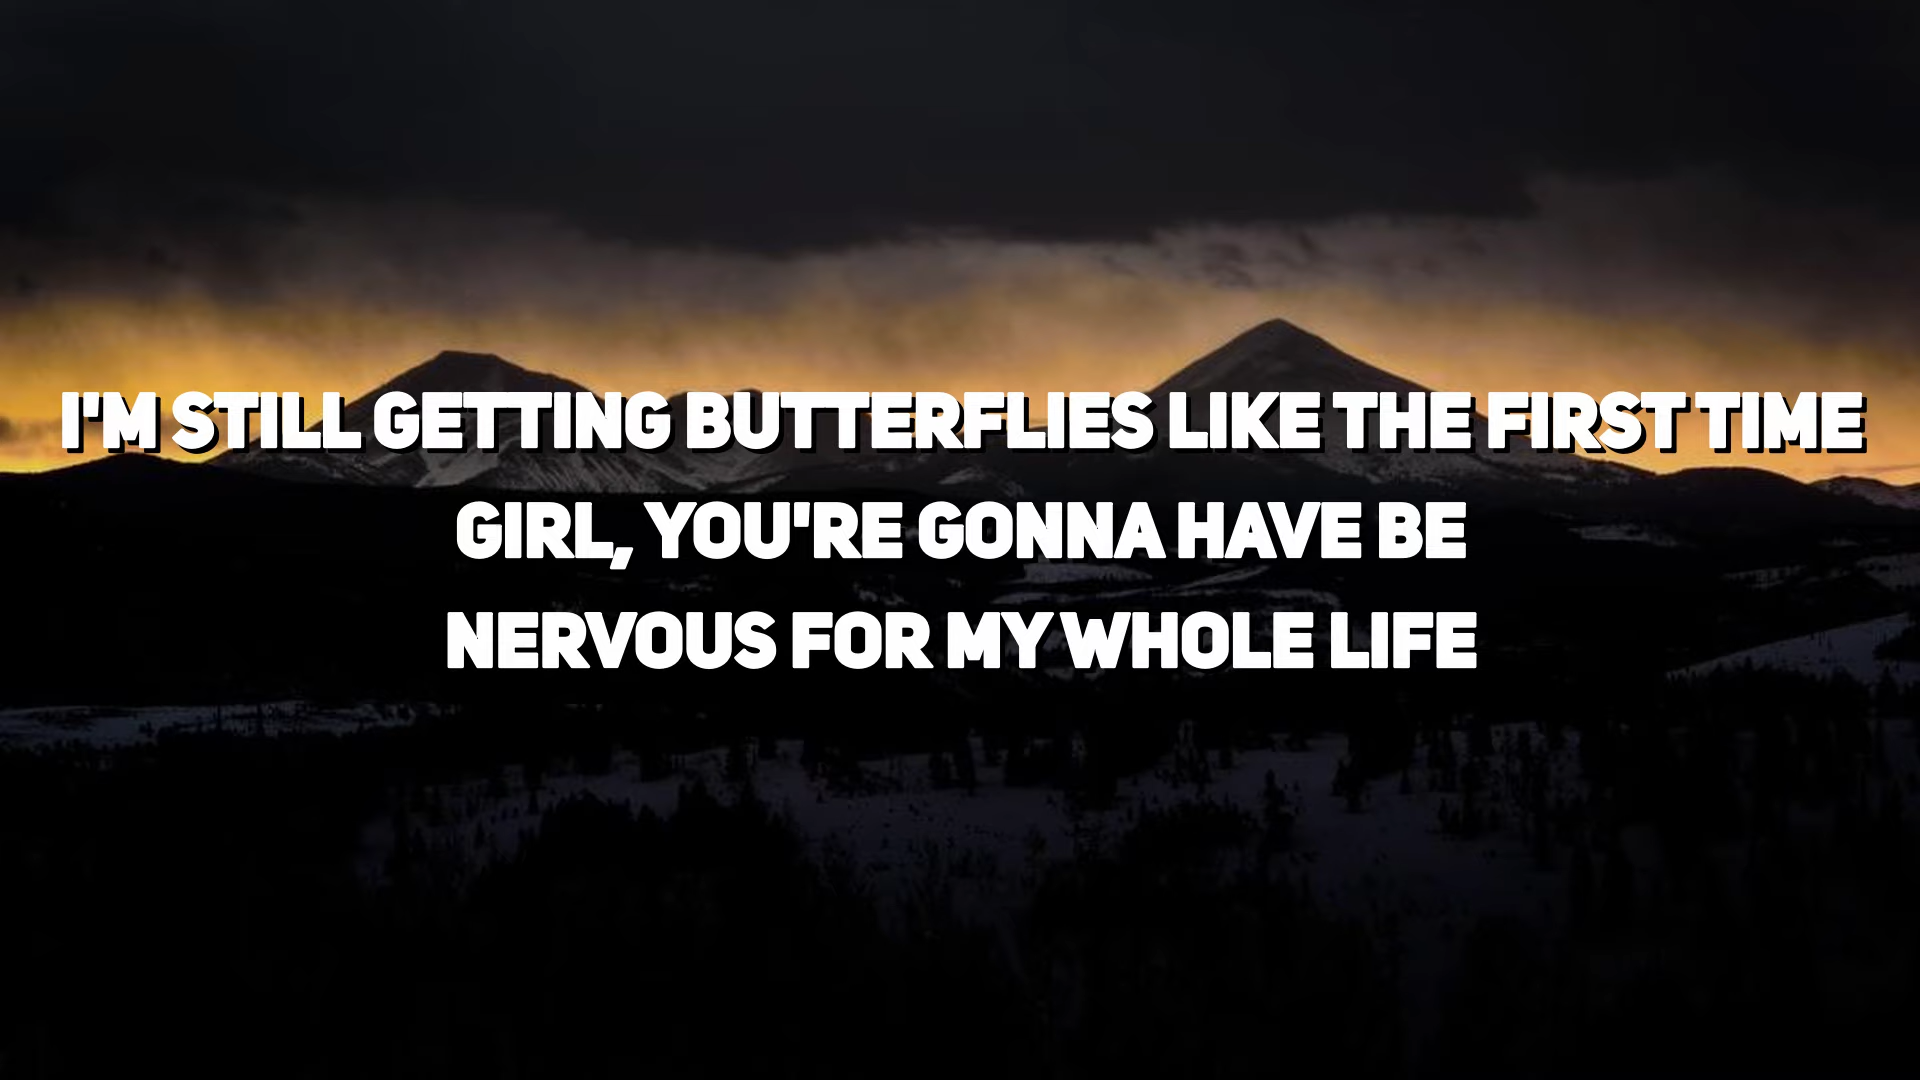 I'M STILL GETTING BUTTERFLIES LIKE THE FIRST TIME
GIRL, YOU'RE GONNA HAVE BE
NERVOUS FOR MY WHOLE LIFE